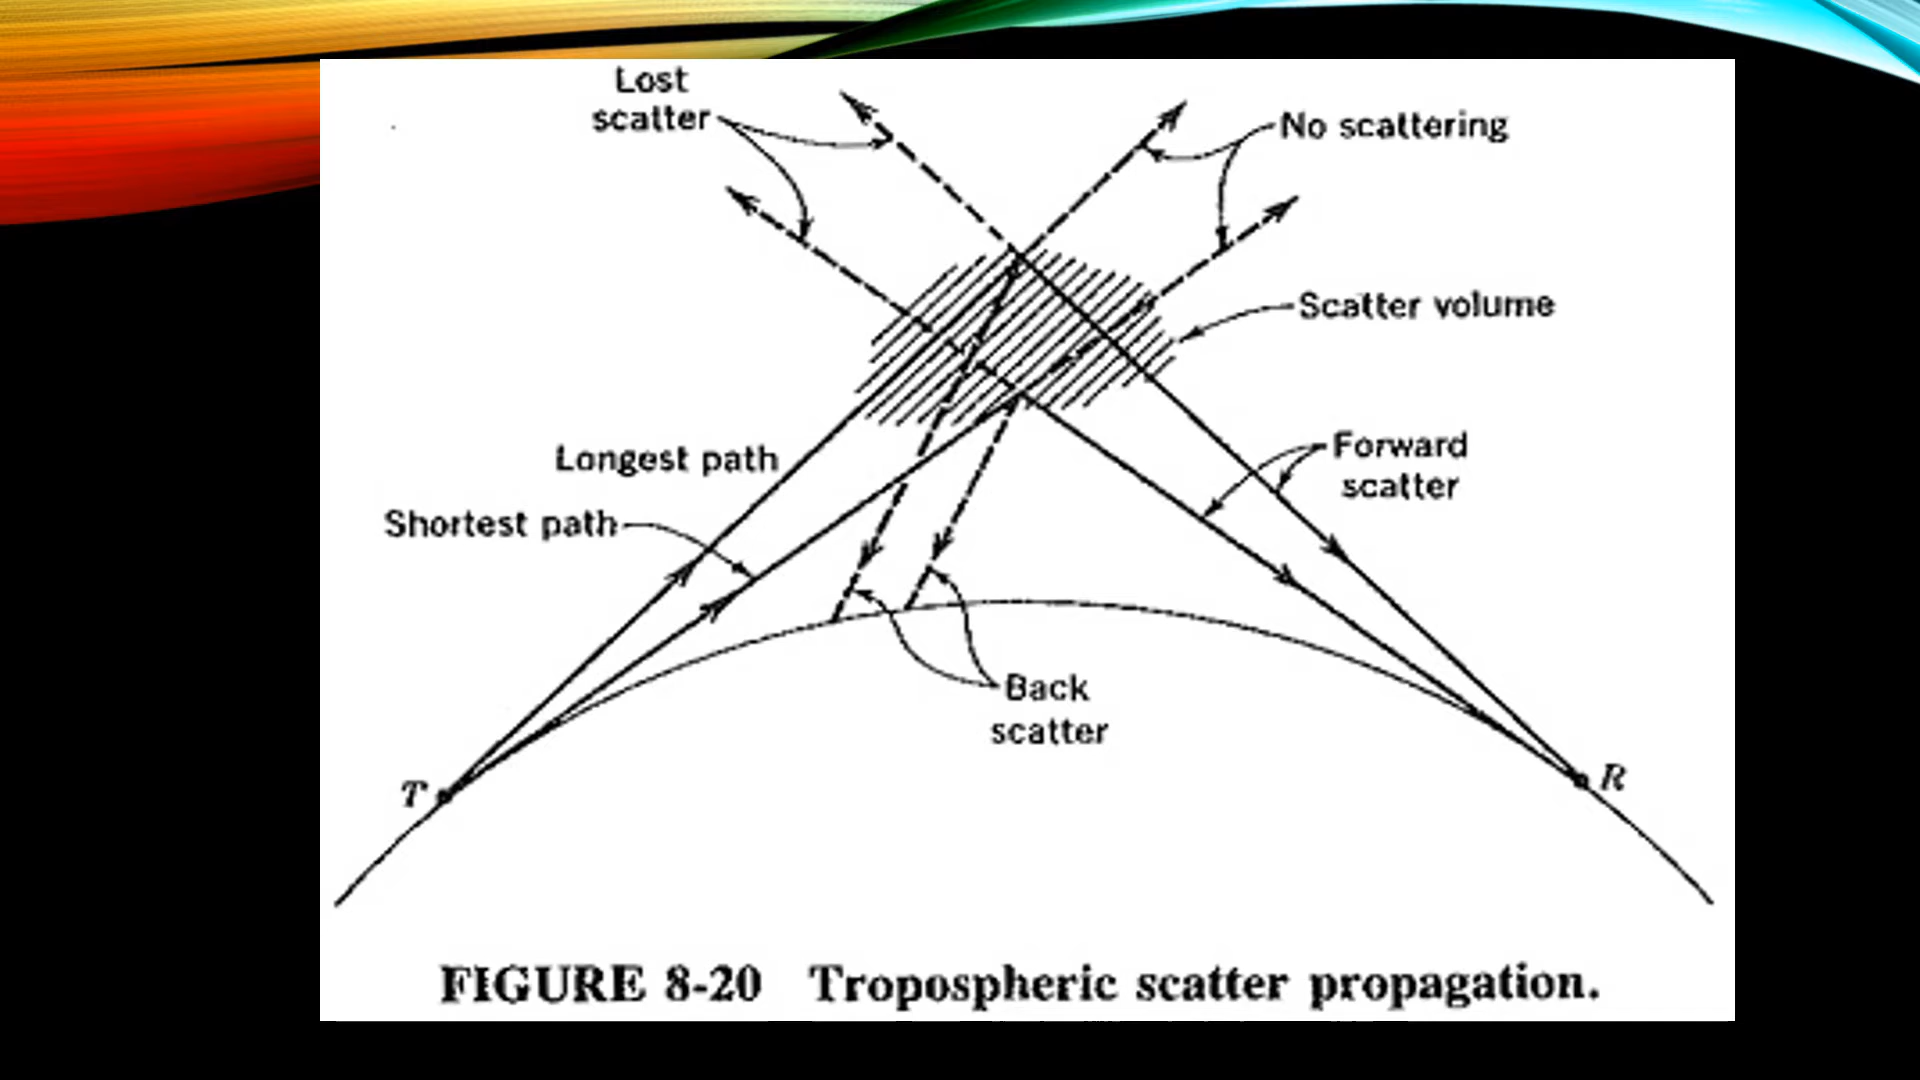 Lost
scatter
No scattering
Scatter volume
Longest path
Forward
scatter
Shortest path
Back
scatter
T
R
FIGURE 8-20 Tropospheric scatter propagation.